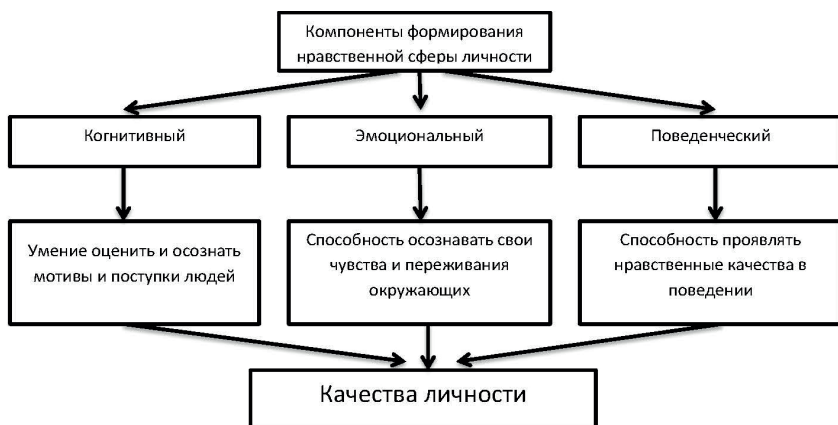 Компоненты формирования
нравственной сферы личности
Когнитивный
Эмоциональный
Поведенческий
Умение оценить и осознать
мотивы и поступки людей
Способность осознавать свои
чувства и переживания
окружающих
Способность проявлять
нравственные качества в
поведении
Качества личности